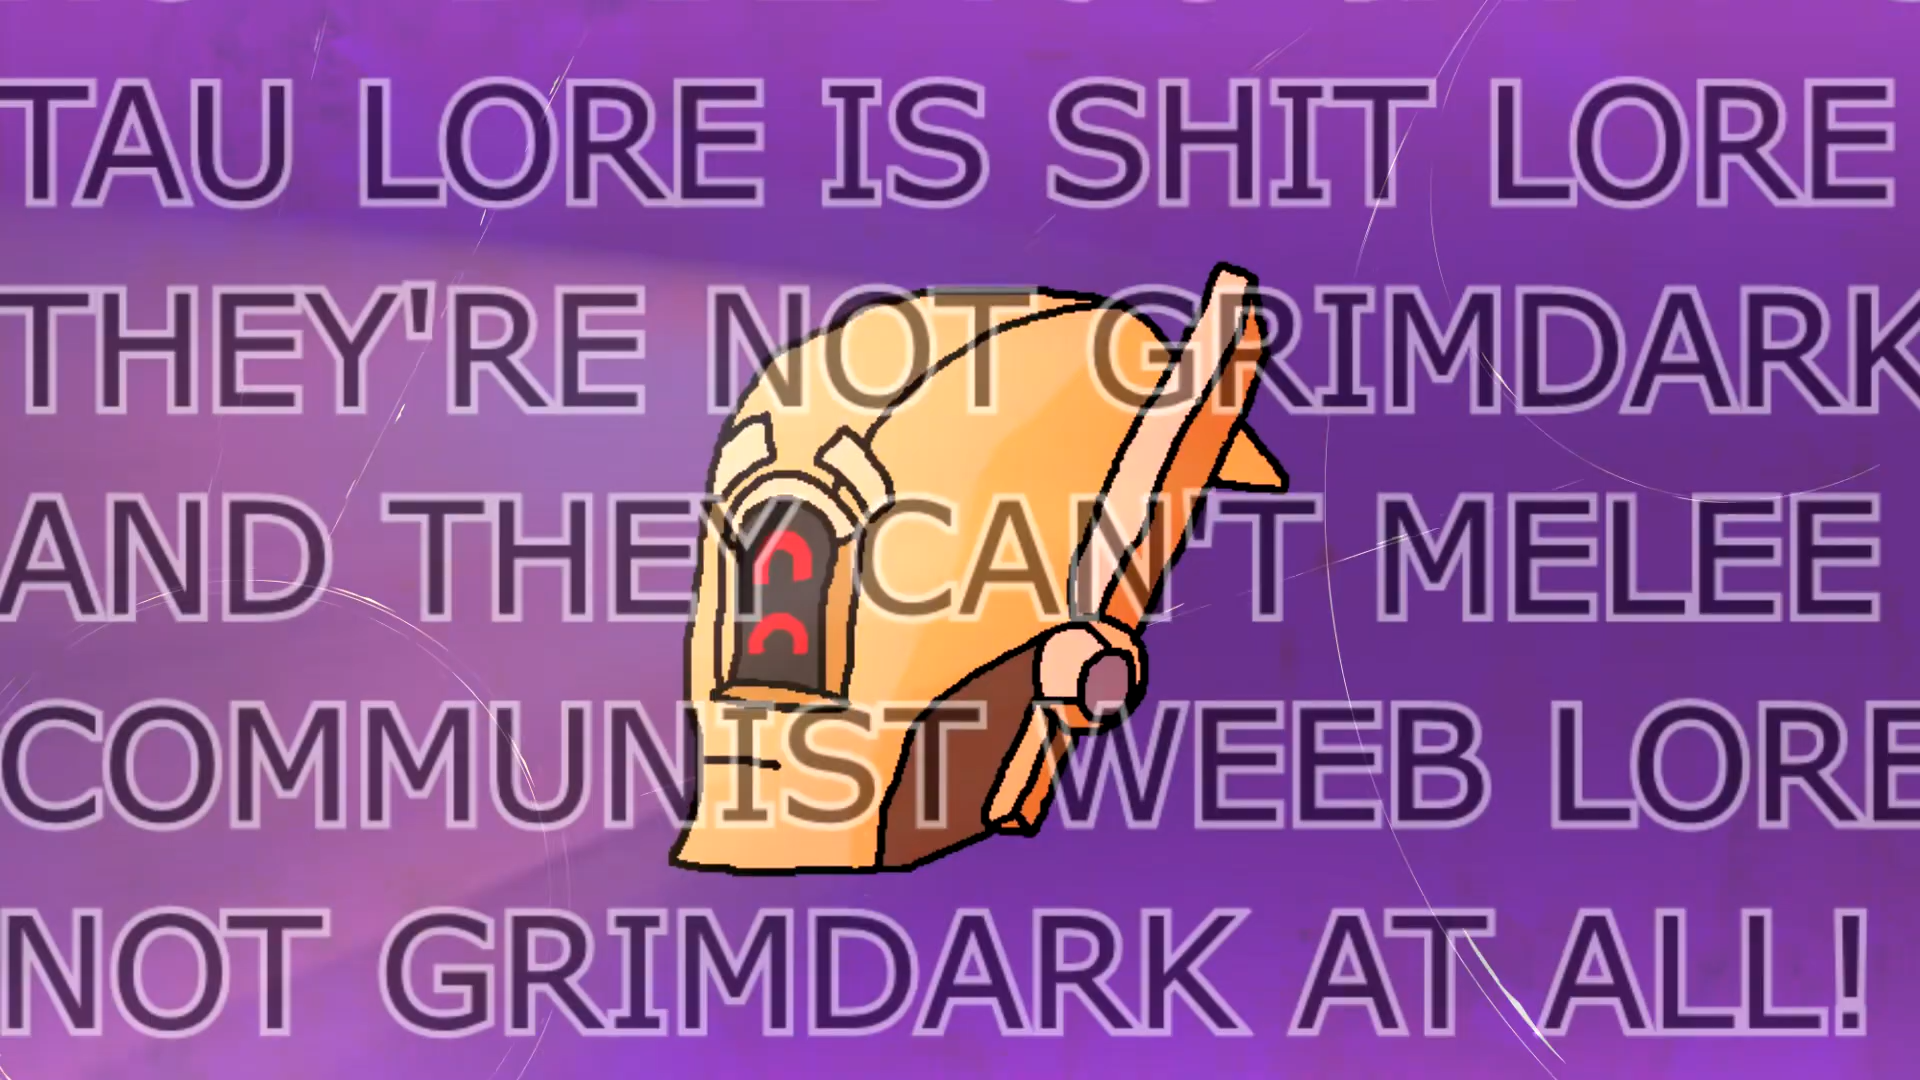 TAU LORE IS SHIT LORE
THEY'RE NOT GRIMDARK
AND THEY CAN'T MELEE
COMMUNIST WEEB LORE
NOT GRIMDARK AT ALL!